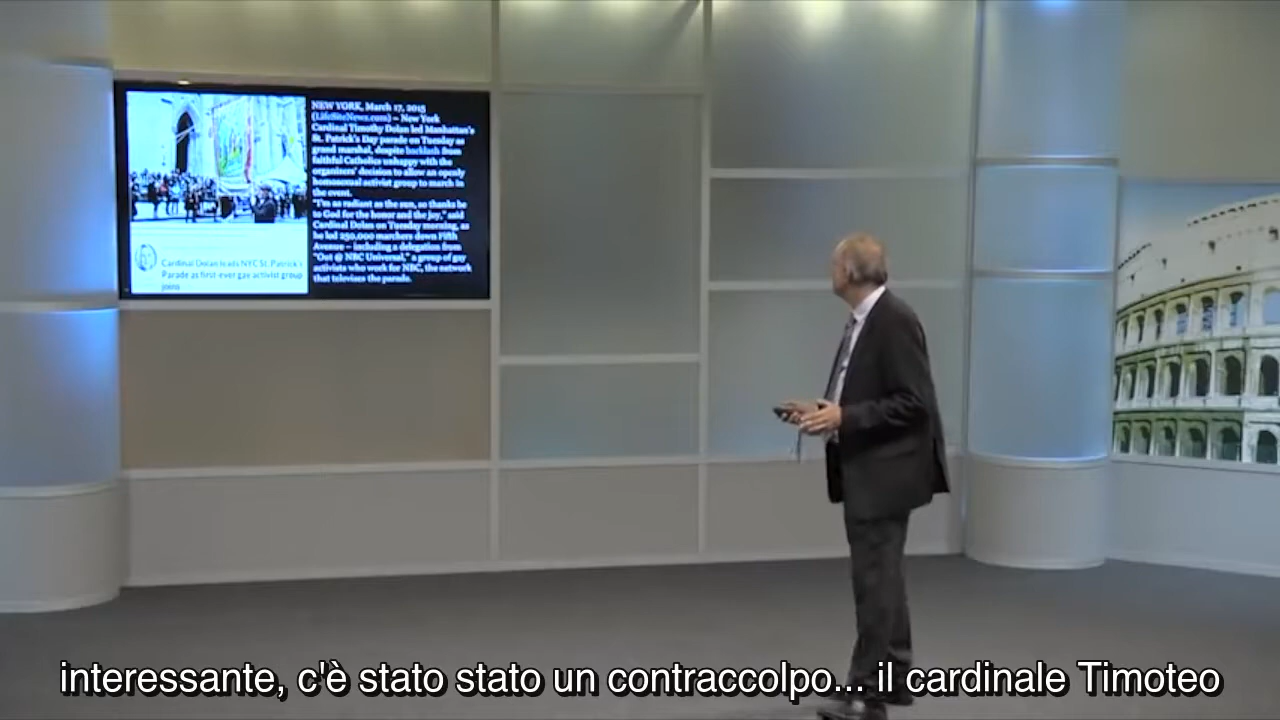 NEW YORK, March 17, 2015
(LifeSiteNews.com) – New York
Cardinal Timothy Dolan led Manhattan's
St. Patrick's Day parade on Tuesday as
grand marshal, despite backlash from
faithful Catholics unhappy with the
organizers' decision to allow an openly
homosexual activist group to march in
the event.
"I'm as radiant as the sun, so thanks be
to God for the honor and the joy," said
Cardinal Dolan on Tuesday morning, as
he led 250,000 marchers down Fifth
Avenue – including a delegation from
"Out @ NBC Universal," a group of gay
activists who work for NBC, the network
that televises the parade.
Cardinal Dolan leads NYC St. Patrick's
Parade as first-ever gay activist group
joins
interessante, c'è stato stato un contraccolpo... il cardinale Timoteo